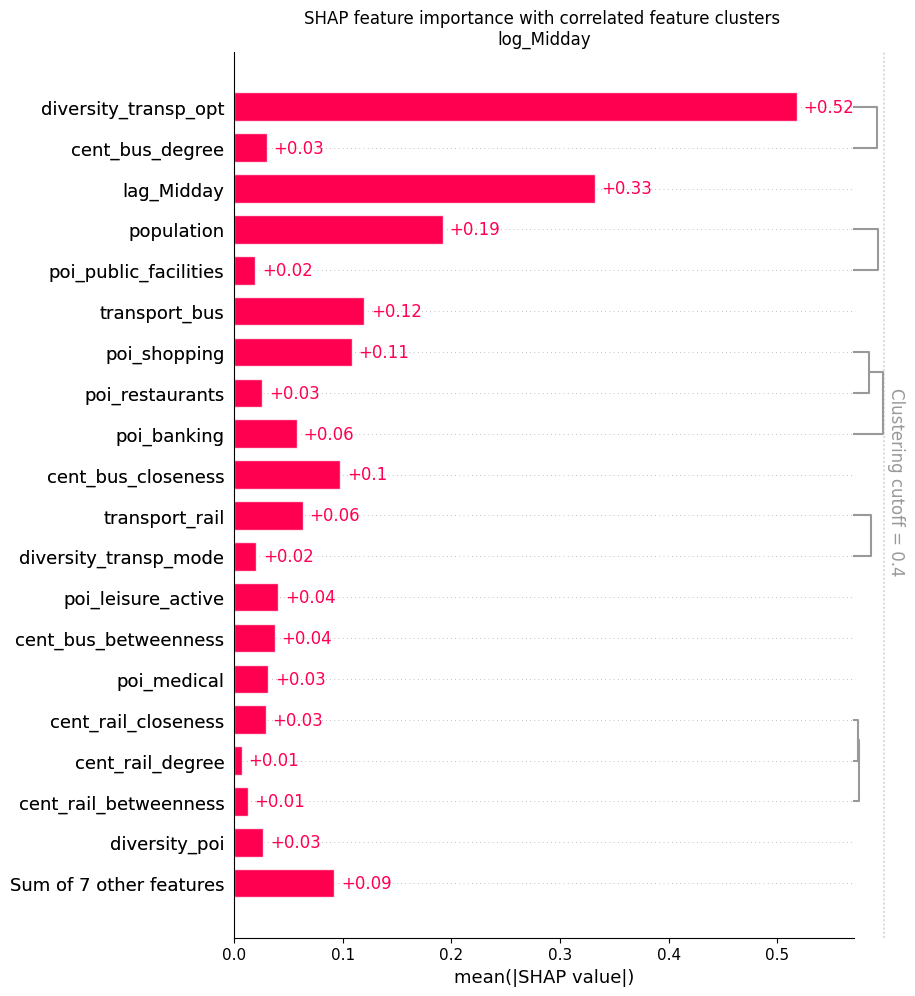 SHAP feature importance with correlated feature clusters
log_Midday
diversity_transp_opt +0.52
cent_bus_degree +0.03
lag_Midday +0.33
population +0.19
poi_public_facilities +0.02
transport_bus +0.12
poi_shopping +0.11
poi_restaurants +0.03
poi_banking +0.06
cent_bus_closeness +0.1
transport_rail +0.06
diversity_transp_mode +0.02
poi_leisure_active +0.04
cent_bus_betweenness +0.04
poi_medical +0.03
cent_rail_closeness +0.03
cent_rail_degree +0.01
cent_rail_betweenness +0.01
diversity_poi +0.03
Sum of 7 other features +0.09
Clustering cutoff = 0.4
0.0 0.1 0.2 0.3 0.4 0.5
mean(|SHAP value|)